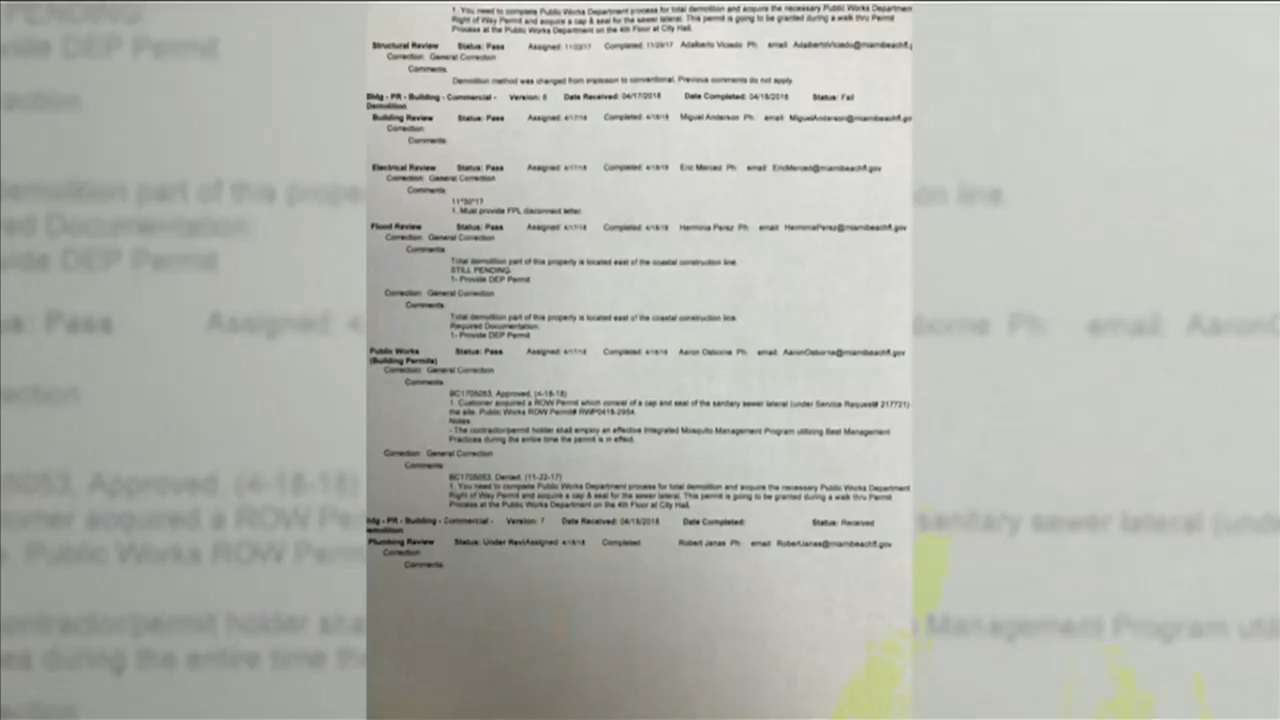 1. You need to complete Public Works Department process for total demolition and acquire the necessary Public Works Department
Right of Way Permit and acquire a cap & seal for the sewer lateral. This permit is going to be granted during a walk thru Permit
Process at the Public Works Department on the 4th Floor at City Hall.
Structural Review Status: Pass Assigned: 11/22/17 Completed: 11/29/17 Adalberto Viciedo Ph: email: AdalbertoViciedo@miamibeachfl.g
Correction: General Correction
Comments:
Demolition method was changed from implosion to conventional. Previous comments do not apply.
Bldg - PR - Building - Commercial - Version: 6 Date Received: 04/17/2018 Date Completed: 04/18/2018 Status: Fail
Demolition
Building Review Status: Pass Assigned: 4/17/18 Completed: 4/18/18 Miguel Anderson Ph: email: MiguelAnderson@miamibeachfl.go
Correction:
Comments:
Electrical Review Status: Pass Assigned: 4/17/18 Completed: 4/18/18 Eric Merced Ph: email: EricMerced@miamibeachfl.gov
Correction: General Correction
Comments:
11*30*17
1. Must provide FPL disconnect letter.
Flood Review Status: Pass Assigned: 4/17/18 Completed: 4/18/18 Herminia Perez Ph: email: HerminiaPerez@miamibeachfl.gov
Correction: General Correction
Comments:
Total demolition part of this property is located east of the coastal construction line.
STILL PENDING:
1- Provide DEP Permit
Correction: General Correction
Comments:
Total demolition part of this property is located east of the coastal construction line.
Required Documentation:
1- Provide DEP Permit
Public Works Status: Pass Assigned: 4/17/18 Completed: 4/18/18 Aaron Osborne Ph: email: AaronOsborne@miamibeachfl.gov
(Building Permits)
Correction: General Correction
Comments:
BC1705053, Approved, (4-18-18)
1. Customer acquired a ROW Permit which consist of a cap and seal of the sanitary sewer lateral (under Service Request# 217721)
the site. Public Works ROW Permit# RWP0418-2954.
Notes:
- The contractor/permit holder shall employ an effective Integrated Mosquito Management Program utilizing Best Management
Practices during the entire time the permit is in effect.
Correction: General Correction
Comments:
BC1705053, Denied, (11-22-17)
1. You need to complete Public Works Department process for total demolition and acquire the necessary Public Works Department
Right of Way Permit and acquire a cap & seal for the sewer lateral. This permit is going to be granted during a walk thru Permit
Process at the Public Works Department on the 4th Floor at City Hall.
Bldg - PR - Building - Commercial - Version: 7 Date Received: 04/18/2018 Date Completed: Status: Received
Demolition
Plumbing Review Status: Under Revi Assigned: 4/18/18 Completed: Robert Janas Ph: email: RobertJanas@miamibeachfl.gov
Correction:
Comments: